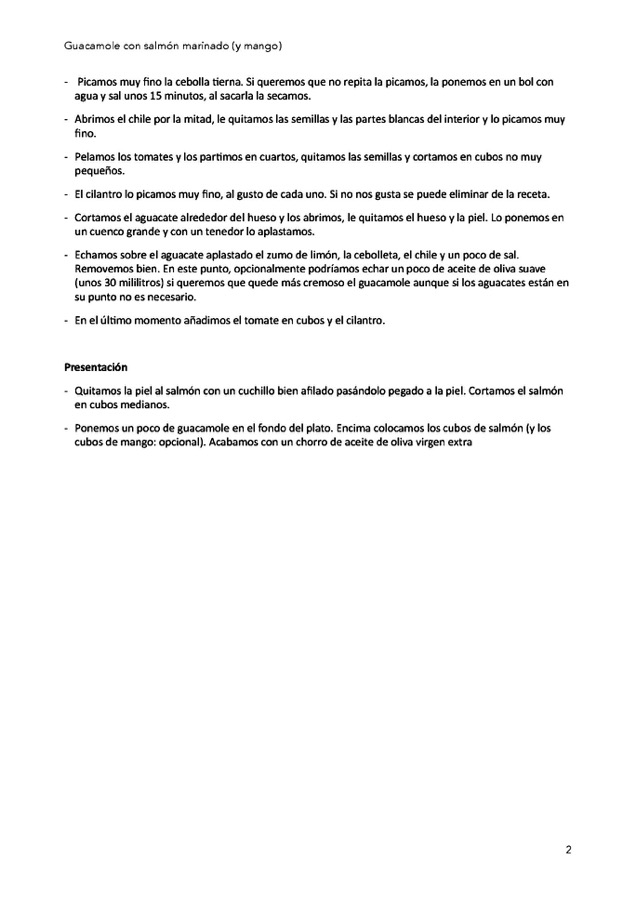 Guacamole con salmón marinado (y mango)
- Picamos muy fino la cebolla tierna. Si queremos que no repita la picamos, la ponemos en un bol con
agua y sal unos 15 minutos, al sacarla la secamos.
- Abrimos el chile por la mitad, le quitamos las semillas y las partes blancas del interior y lo picamos muy
fino.
- Pelamos los tomates y los partimos en cuartos, quitamos las semillas y cortamos en cubos no muy
pequeños.
- El cilantro lo picamos muy fino, al gusto de cada uno. Si no nos gusta se puede eliminar de la receta.
- Cortamos el aguacate alrededor del hueso y los abrimos, le quitamos el hueso y la piel. Lo ponemos en
un cuenco grande y con un tenedor lo aplastamos.
- Echamos sobre el aguacate aplastado el zumo de limón, la cebolleta, el chile y un poco de sal.
Removemos bien. En este punto, opcionalmente podríamos echar un poco de aceite de oliva suave
(unos 30 mililitros) si queremos que quede más cremoso el guacamole aunque si los aguacates están en
su punto no es necesario.
- En el último momento añadimos el tomate en cubos y el cilantro.
Presentación
- Quitamos la piel al salmón con un cuchillo bien afilado pasándolo pegado a la piel. Cortamos el salmón
en cubos medianos.
- Ponemos un poco de guacamole en el fondo del plato. Encima colocamos los cubos de salmón (y los
cubos de mango: opcional). Acabamos con un chorro de aceite de oliva virgen extra
2